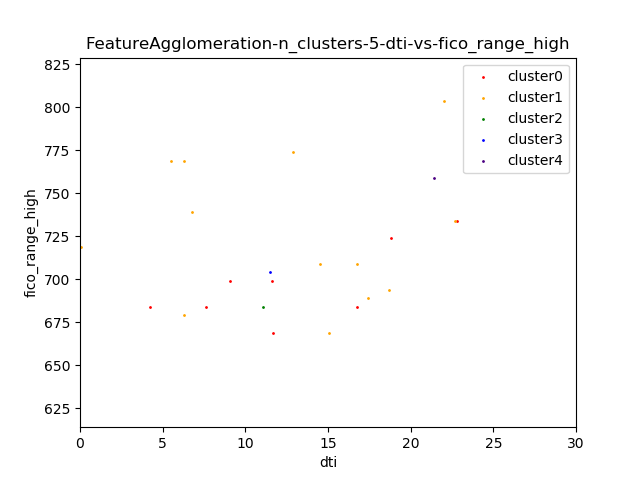 FeatureAgglomeration-n_clusters-5-dti-vs-fico_range_high
cluster0
cluster1
cluster2
cluster3
cluster4
fico_range_high
825
800
775
750
725
700
675
650
625
0 5 10 15 20 25 30
dti